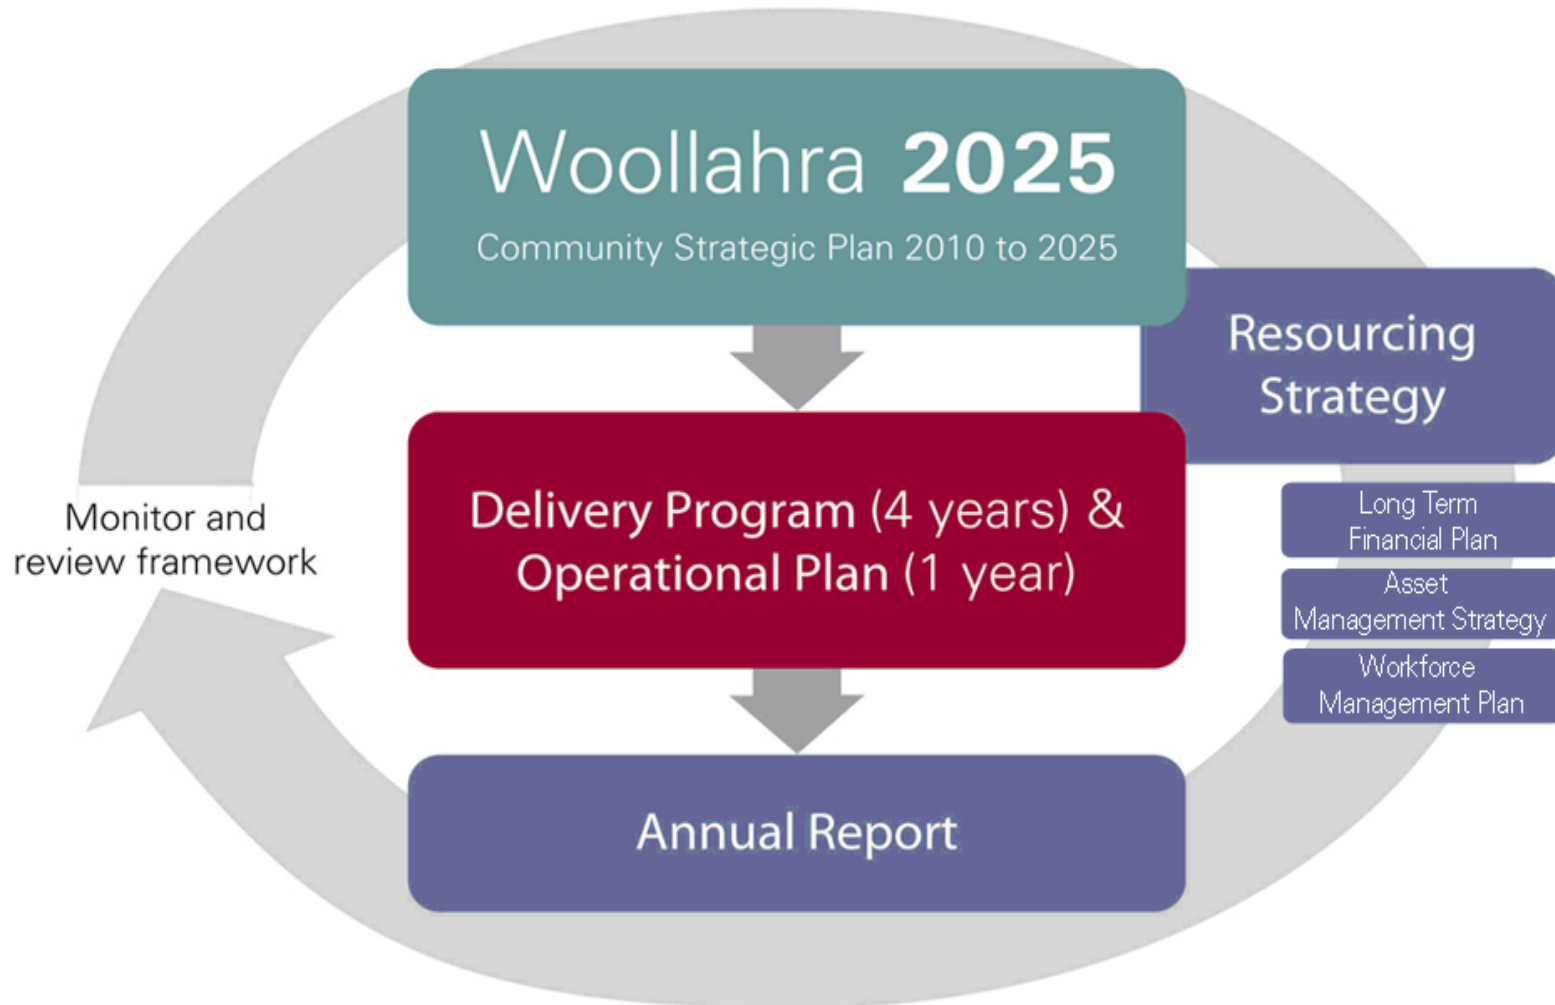 Woollahra 2025
Community Strategic Plan 2010 to 2025
Resourcing
Strategy
Delivery Program (4 years) &
Operational Plan (1 year)
Long Term
Financial Plan
Asset
Management Strategy
Workforce
Management Plan
Monitor and
review framework
Annual Report